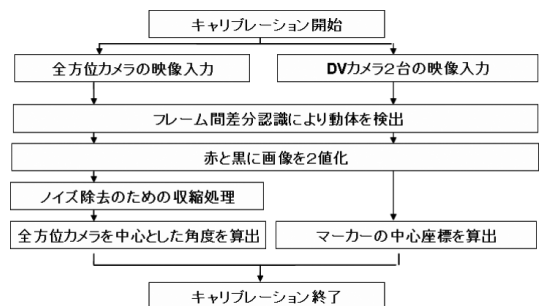 キャリブレーション開始
全方位カメラの映像入力
DVカメラ2台の映像入力
フレーム間差分認識により動体を検出
赤と黒に画像を2値化
ノイズ除去のための収縮処理
全方位カメラを中心とした角度を算出
マーカーの中心座標を算出
キャリブレーション終了